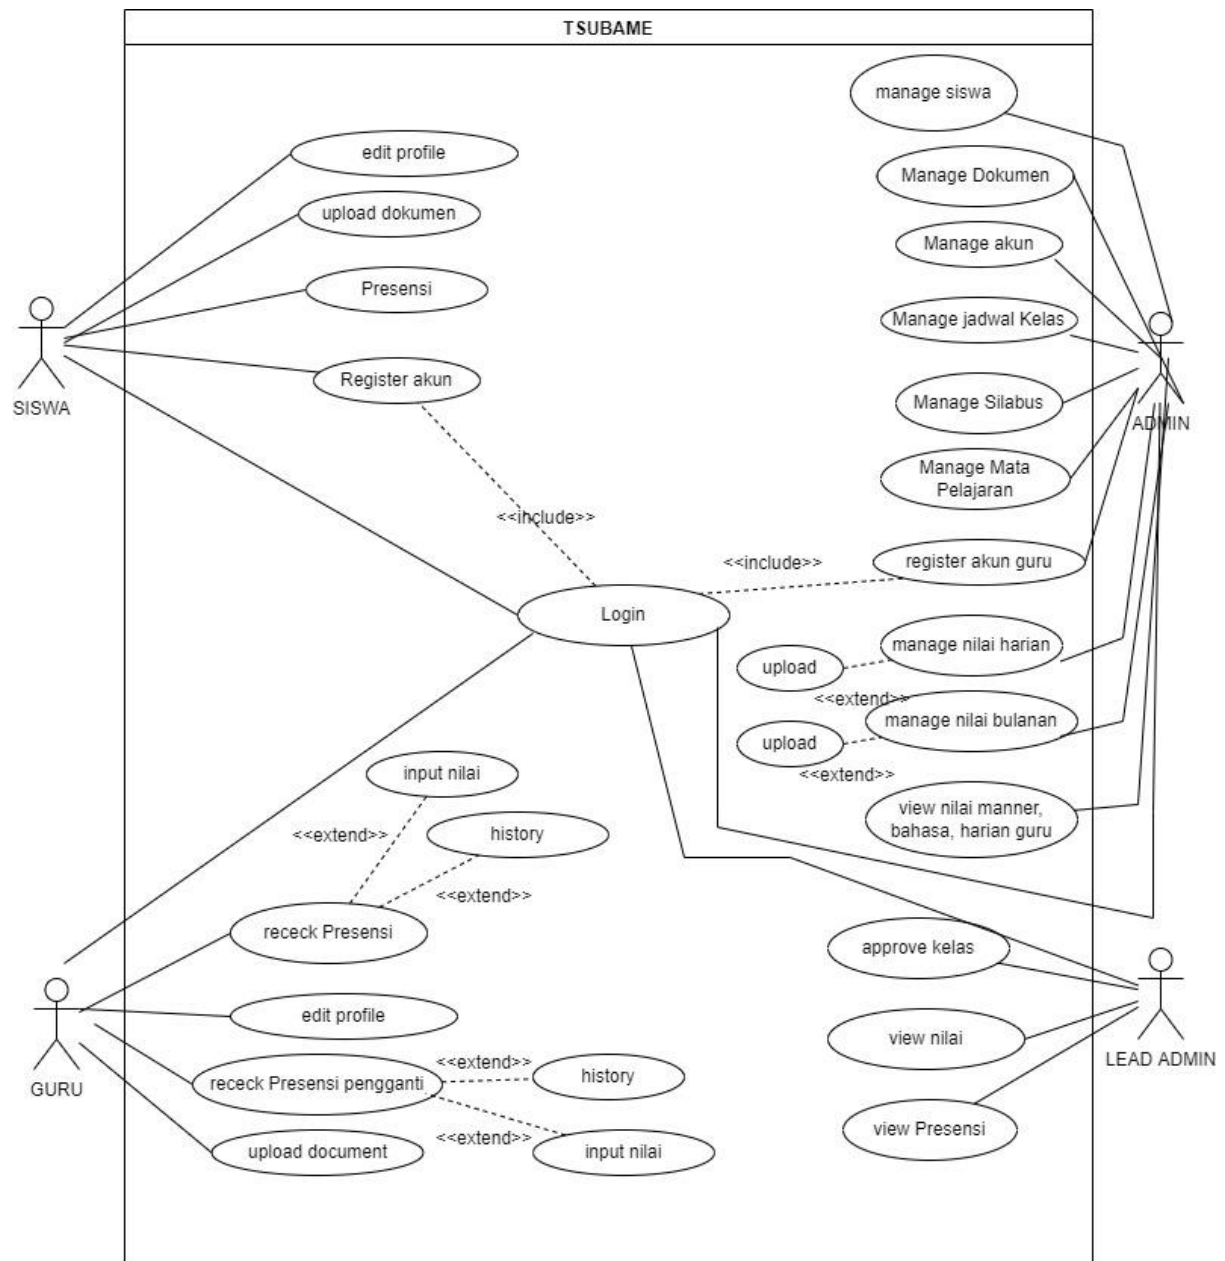 TSUBAME
manage siswa
edit profile
Manage Dokumen
upload dokumen
Manage akun
Presensi
Manage jadwal Kelas
Register akun
SISWA
Manage Silabus
ADMIN
Manage Mata
Pelajaran
<<include>>
<<include>>
register akun guru
Login
manage nilai harian
upload
<<extend>>
manage nilai bulanan
upload
<<extend>>
input nilai
view nilai manner,
bahasa, harian guru
<<extend>>
history
<<extend>>
receck Presensi
approve kelas
edit profile
view nilai
LEAD ADMIN
<<extend>>
receck Presensi pengganti
history
GURU
view Presensi
<<extend>>
upload document
input nilai